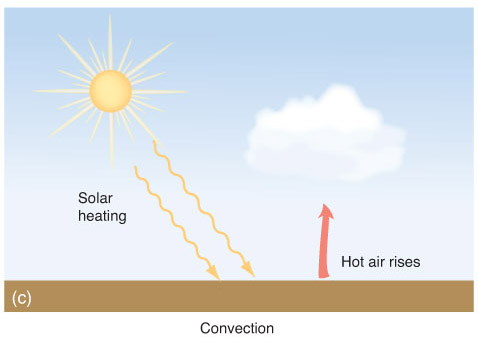 Solar
heating
Hot air rises
(c)
Convection